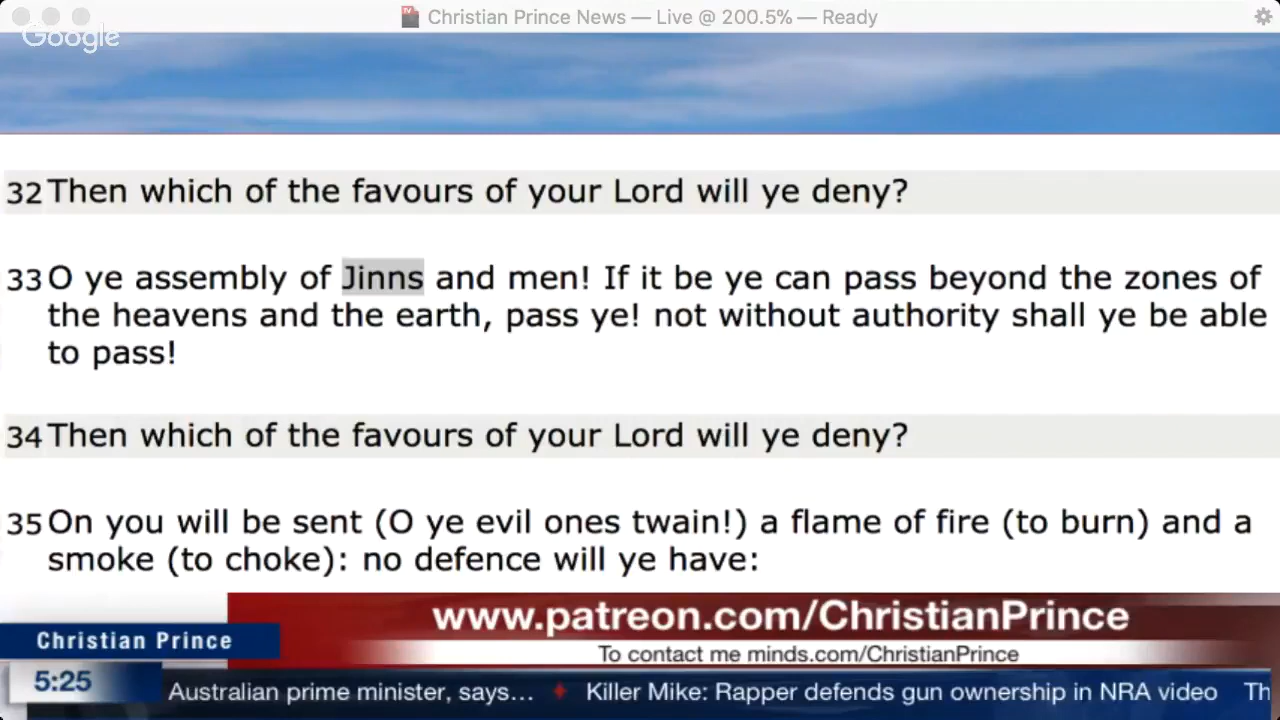 Christian Prince News — Live @ 200.5% — Ready
Google
32 Then which of the favours of your Lord will ye deny?
33 O ye assembly of Jinns and men! If it be ye can pass beyond the zones of
the heavens and the earth, pass ye! not without authority shall ye be able
to pass!
34 Then which of the favours of your Lord will ye deny?
35 On you will be sent (O ye evil ones twain!) a flame of fire (to burn) and a
smoke (to choke): no defence will ye have:
www.patreon.com/ChristianPrince
Christian Prince
To contact me minds.com/ChristianPrince
5:25
Australian prime minister, says... ♦ Killer Mike: Rapper defends gun ownership in NRA video Th